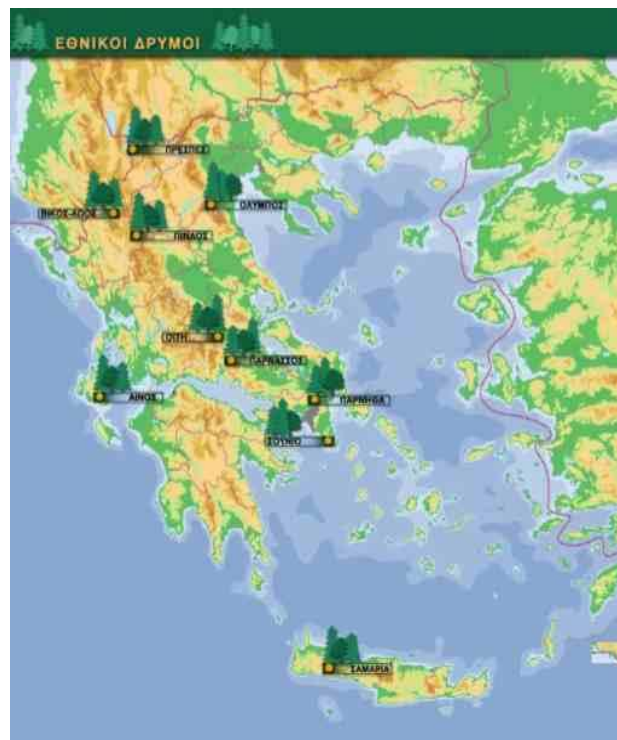 ΕΘΝΙΚΟΙ ΔΡΥΜΟΙ
ΠΡΕΣΠΕΣ
ΒΙΚΟΣ-ΑΩΟΣ
ΟΛΥΜΠΟΣ
ΠΙΝΔΟΣ
ΟΙΤΗ
ΠΑΡΝΑΣΣΟΣ
ΑΙΝΟΣ
ΠΑΡΝΗΘΑ
ΣΟΥΝΙΟ
ΣΑΜΑΡΙΑ